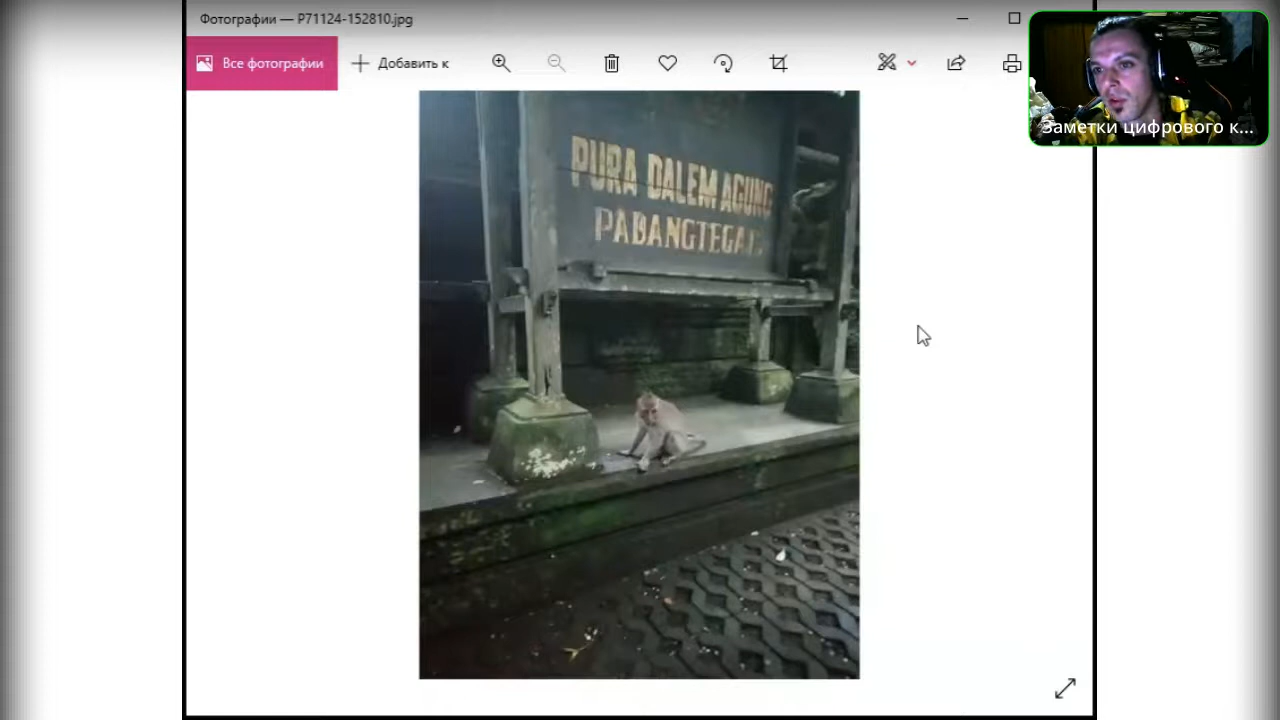 Фотографии — P71124-152810.jpg
Все фотографии
Добавить к
Заметки цифрового к...
PURA DALEM AGUNG
PADANGTEGAL